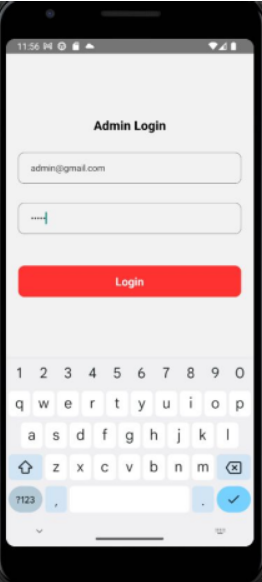 11:56
Admin Login
admin@gmail.com
•••••
Login
1 2 3 4 5 6 7 8 9 0
q w e r t y u i o p
a s d f g h j k l
z x c v b n m
?123 , .